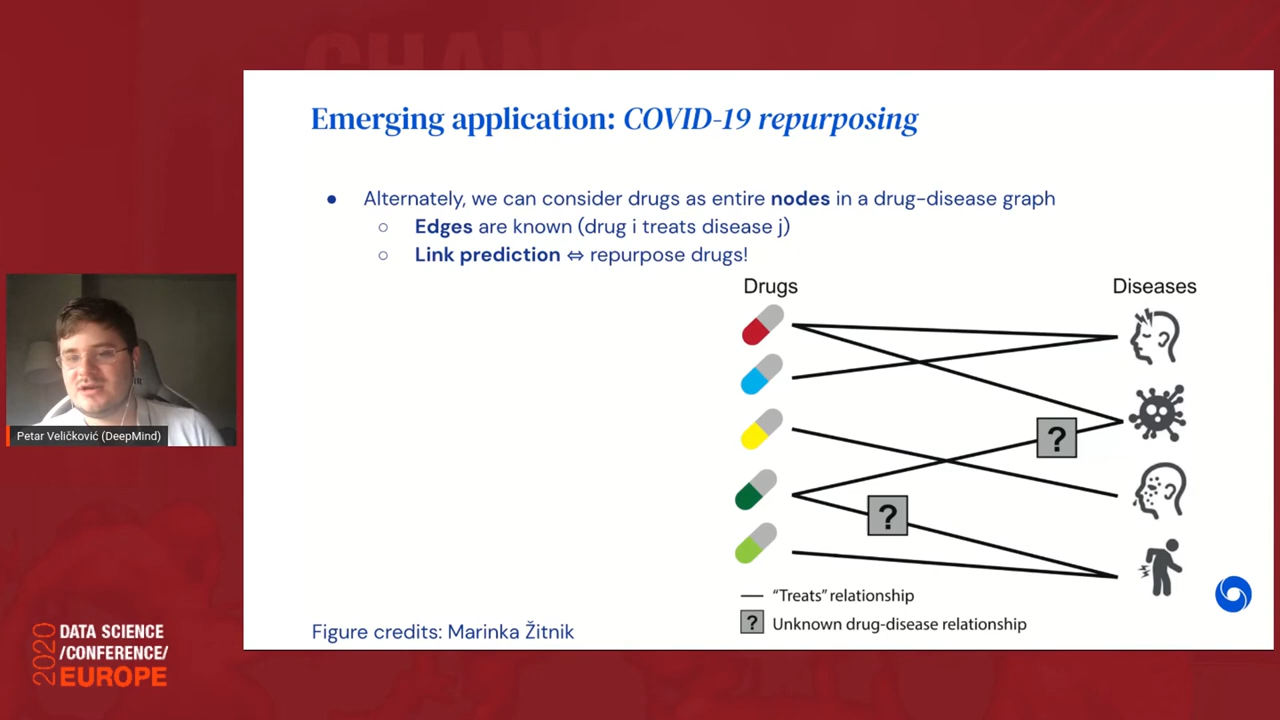 Emerging application: COVID-19 repurposing
● Alternately, we can consider drugs as entire nodes in a drug-disease graph
○ Edges are known (drug i treats disease j)
○ Link prediction ⇔ repurpose drugs!
Drugs
Diseases
?
?
"Treats" relationship
? Unknown drug-disease relationship
Figure credits: Marinka Žitnik
Petar Veličković (DeepMind)
2020
DATA SCIENCE
/CONFERENCE/
EUROPE